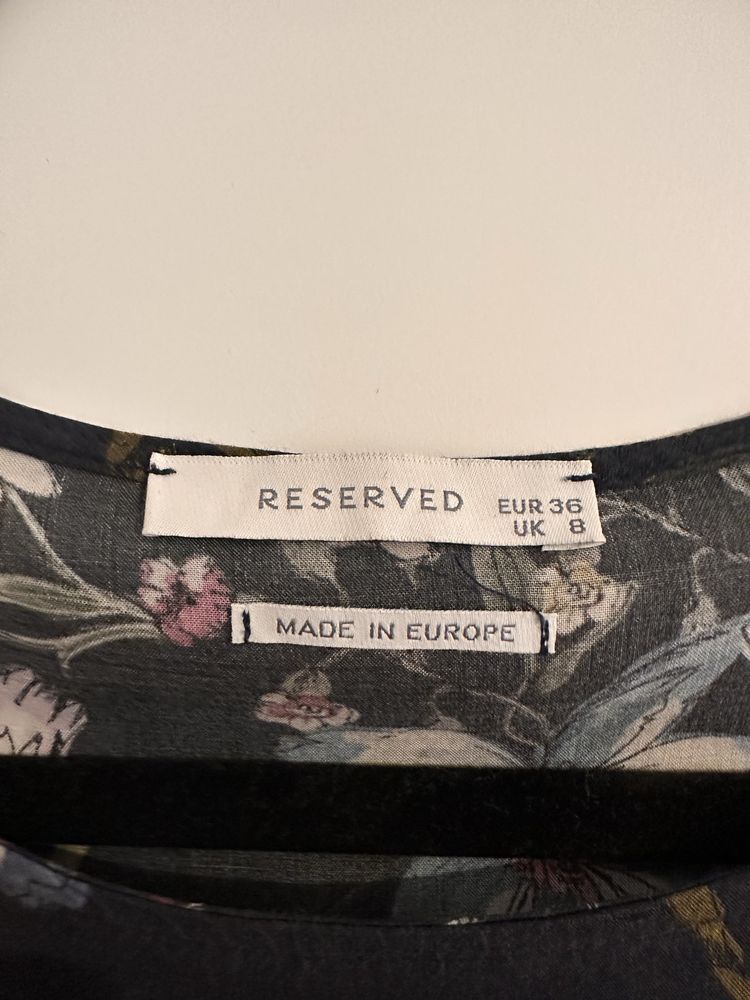 RESERVED
EUR 36
UK 8
MADE IN EUROPE